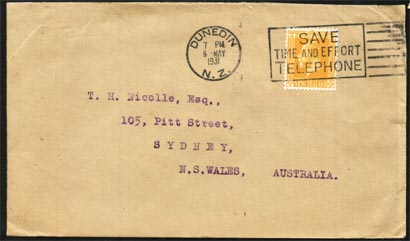 DUNEDIN
7 PM
6 MAY
1931
N.Z.
SAVE
TIME AND EFFORT
TELEPHONE
T. H. Nicolle, Esq.,
105, Pitt Street,
SYDNEY,
N.S.WALES, AUSTRALIA.